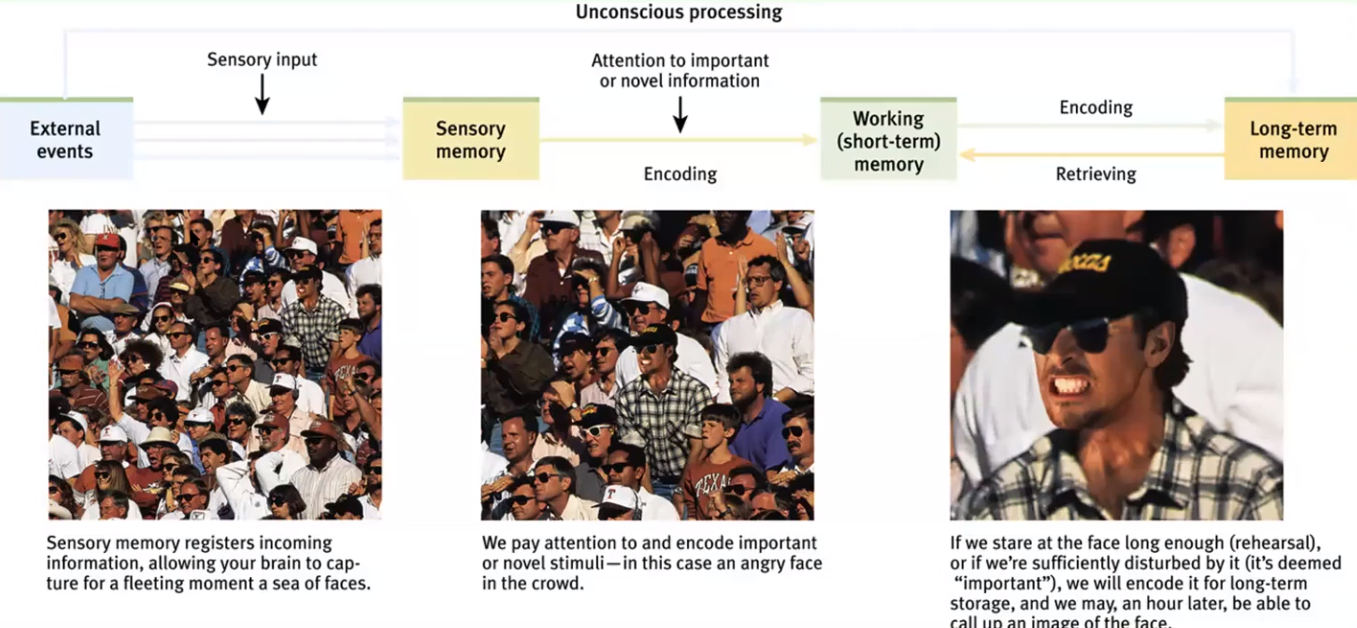 Unconscious processing
Sensory input
Attention to important
or novel information
External
events
Sensory
memory
Encoding
Working
(short-term)
memory
Encoding
Retrieving
Long-term
memory
TEXA
TEXA
T
Sensory memory registers incoming
information, allowing your brain to cap-
ture for a fleeting moment a sea of faces.
We pay attention to and encode important
or novel stimuli—in this case an angry face
in the crowd.
If we stare at the face long enough (rehearsal),
or if we're sufficiently disturbed by it (it's deemed
“important”), we will encode it for long-term
storage, and we may, an hour later, be able to
call up an image of the face.